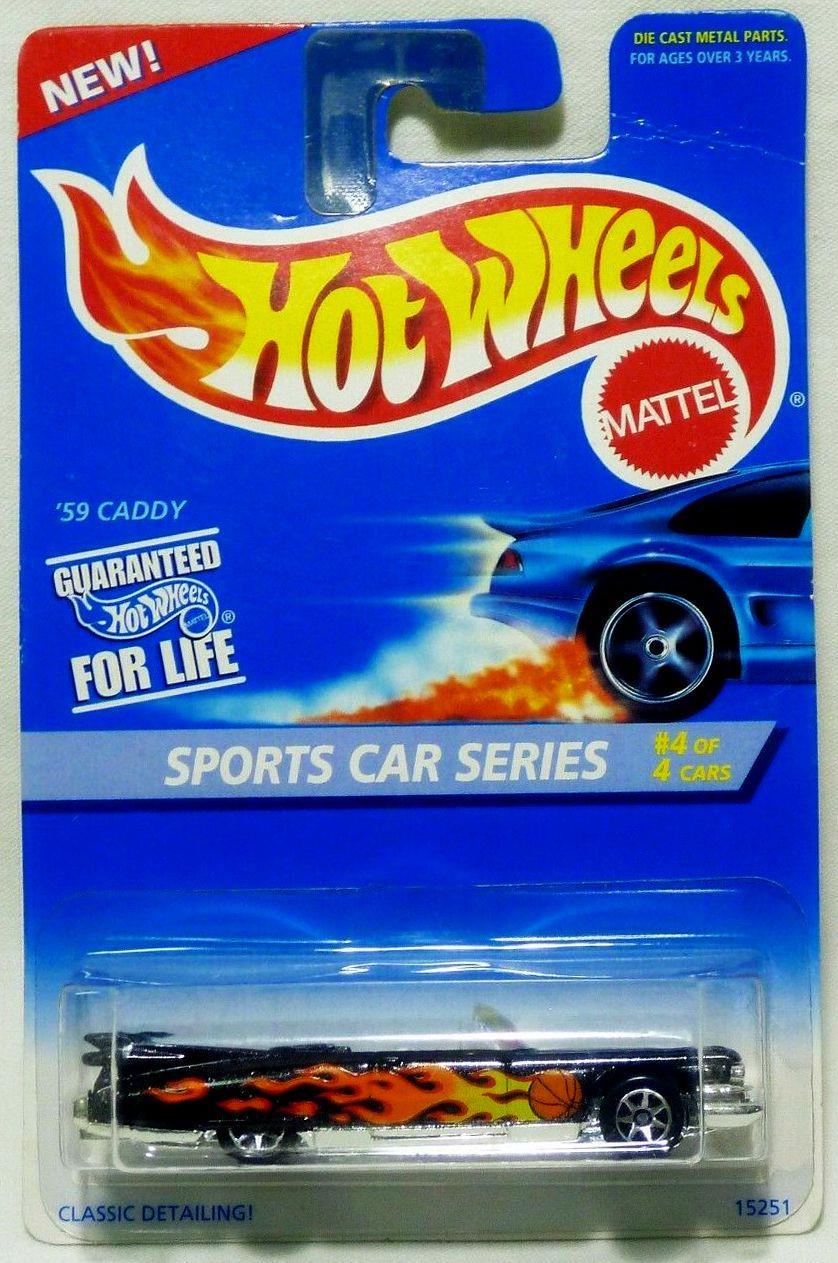 NEW!
DIE CAST METAL PARTS.
FOR AGES OVER 3 YEARS.
HOT WHEELS
MATTEL
®
'59 CADDY
GUARANTEED
HOT WHEELS
MATTEL
®
FOR LIFE
SPORTS CAR SERIES
#4 OF
4 CARS
CLASSIC DETAILING!
15251